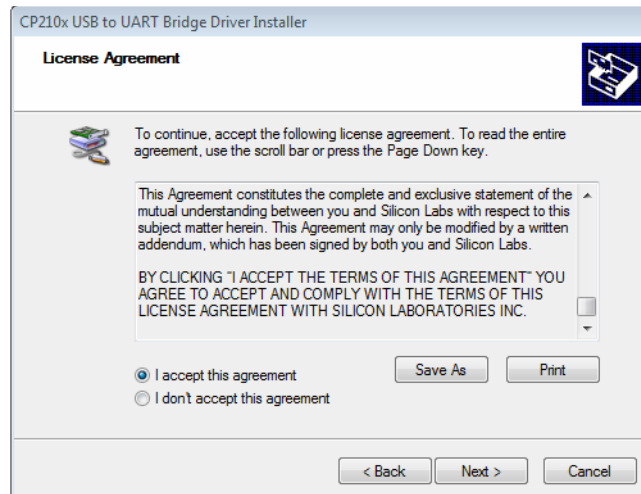 CP210x USB to UART Bridge Driver Installer
License Agreement
To continue, accept the following license agreement. To read the entire
agreement, use the scroll bar or press the Page Down key.
This Agreement constitutes the complete and exclusive statement of the
mutual understanding between you and Silicon Labs with respect to this
subject matter herein. This Agreement may only be modified by a written
addendum, which has been signed by both you and Silicon Labs.
BY CLICKING "I ACCEPT THE TERMS OF THIS AGREEMENT" YOU
AGREE TO ACCEPT AND COMPLY WITH THE TERMS OF THIS
LICENSE AGREEMENT WITH SILICON LABORATORIES INC.
I accept this agreement
Save As
Print
I don't accept this agreement
< Back
Next >
Cancel